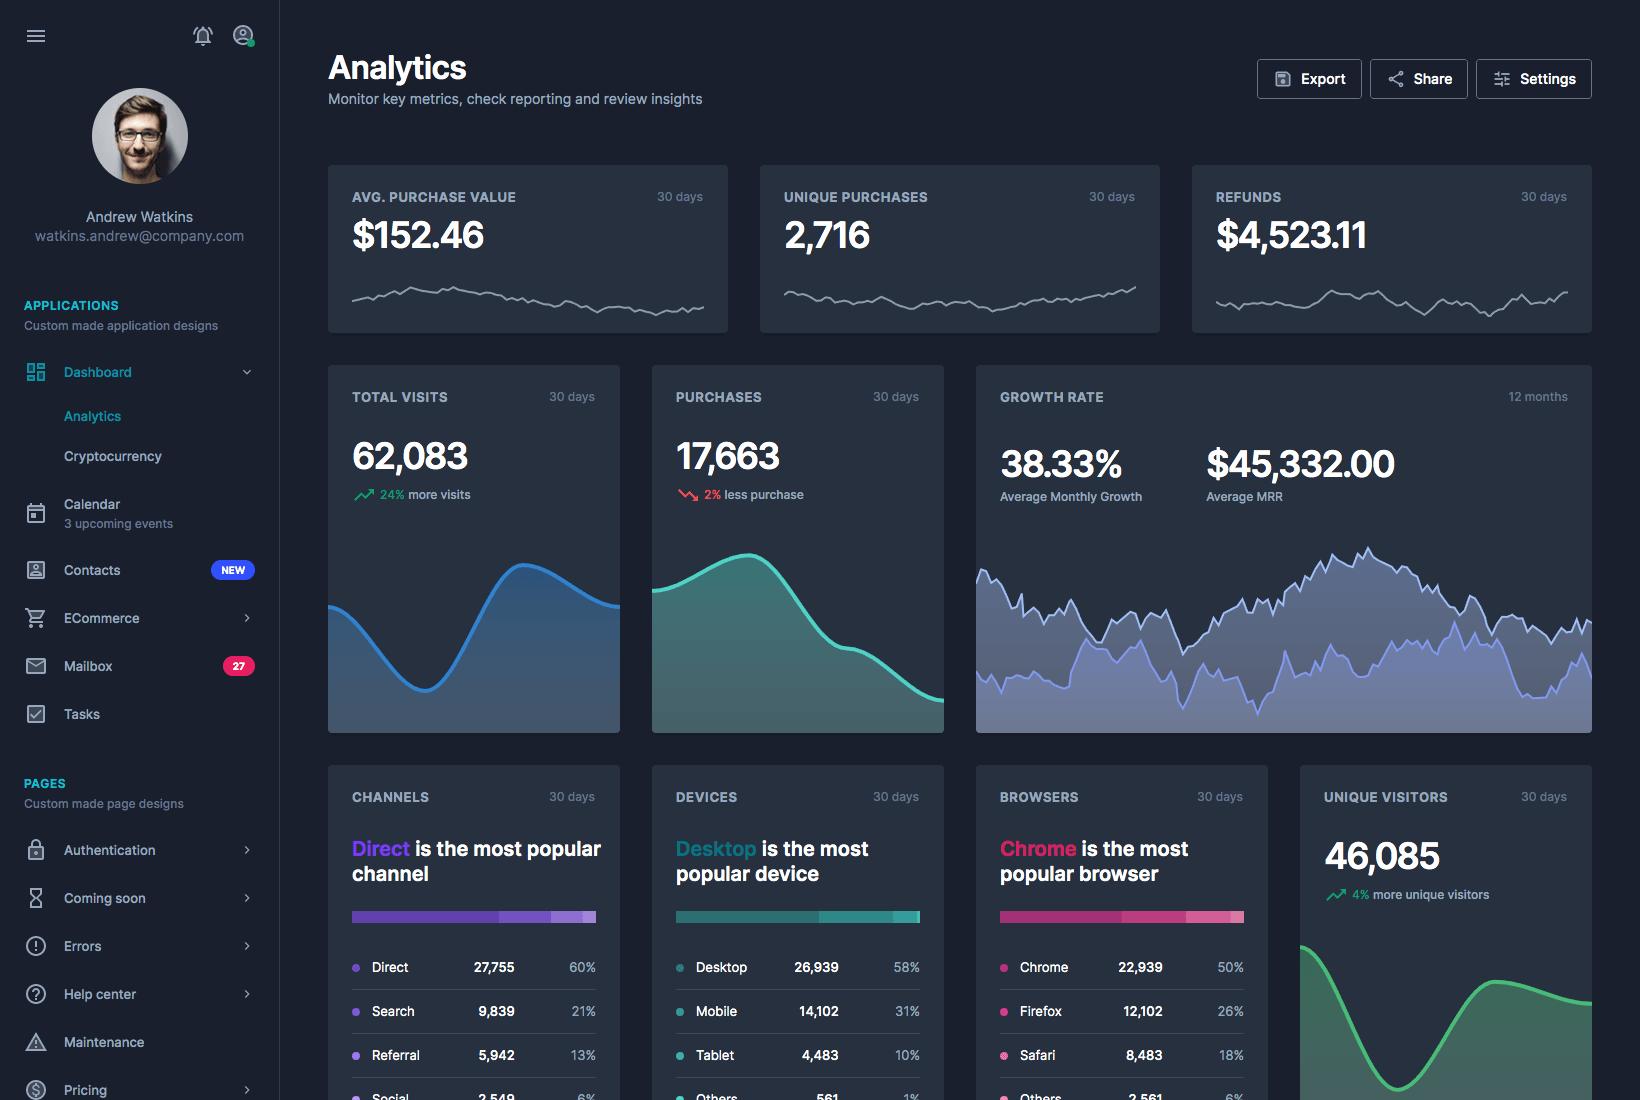 Andrew Watkins
watkins.andrew@company.com
APPLICATIONS
Custom made application designs
Dashboard
Analytics
Cryptocurrency
Calendar
3 upcoming events
Contacts NEW
ECommerce
Mailbox 27
Tasks
PAGES
Custom made page designs
Authentication
Coming soon
Errors
Help center
Maintenance
Pricing
Analytics
Monitor key metrics, check reporting and review insights
Export Share Settings
AVG. PURCHASE VALUE 30 days
$152.46
UNIQUE PURCHASES 30 days
2,716
REFUNDS 30 days
$4,523.11
TOTAL VISITS 30 days
62,083
24% more visits
PURCHASES 30 days
17,663
2% less purchase
GROWTH RATE 12 months
38.33% $45,332.00
Average Monthly Growth Average MRR
CHANNELS 30 days
Direct is the most popular
channel
Direct 27,755 60%
Search 9,839 21%
Referral 5,942 13%
Social 2,549 6%
DEVICES 30 days
Desktop is the most
popular device
Desktop 26,939 58%
Mobile 14,102 31%
Tablet 4,483 10%
Others 561 1%
BROWSERS 30 days
Chrome is the most
popular browser
Chrome 22,939 50%
Firefox 12,102 26%
Safari 8,483 18%
Others 2,561 6%
UNIQUE VISITORS 30 days
46,085
4% more unique visitors